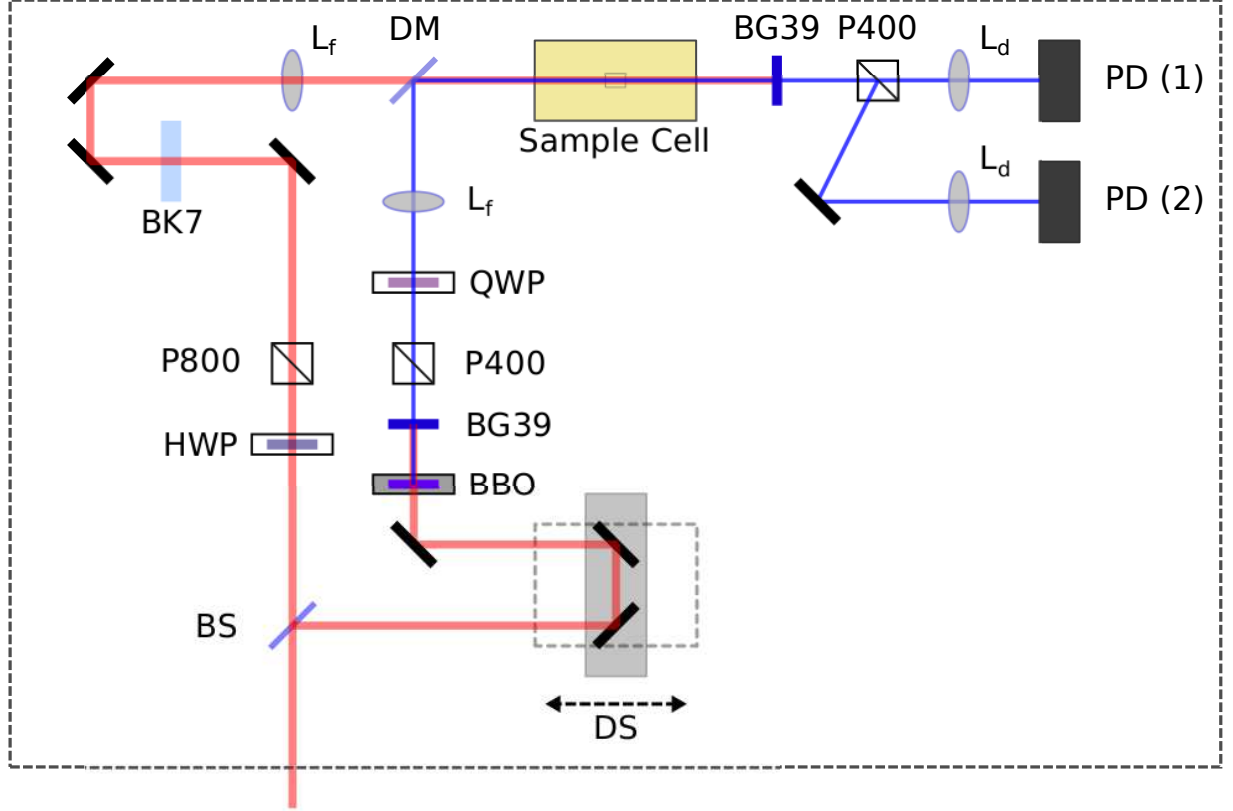 L_f
DM
BG39 P400
L_d
PD (1)
Sample Cell
L_d
PD (2)
L_f
BK7
QWP
P800
P400
BG39
HWP
BBO
BS
DS